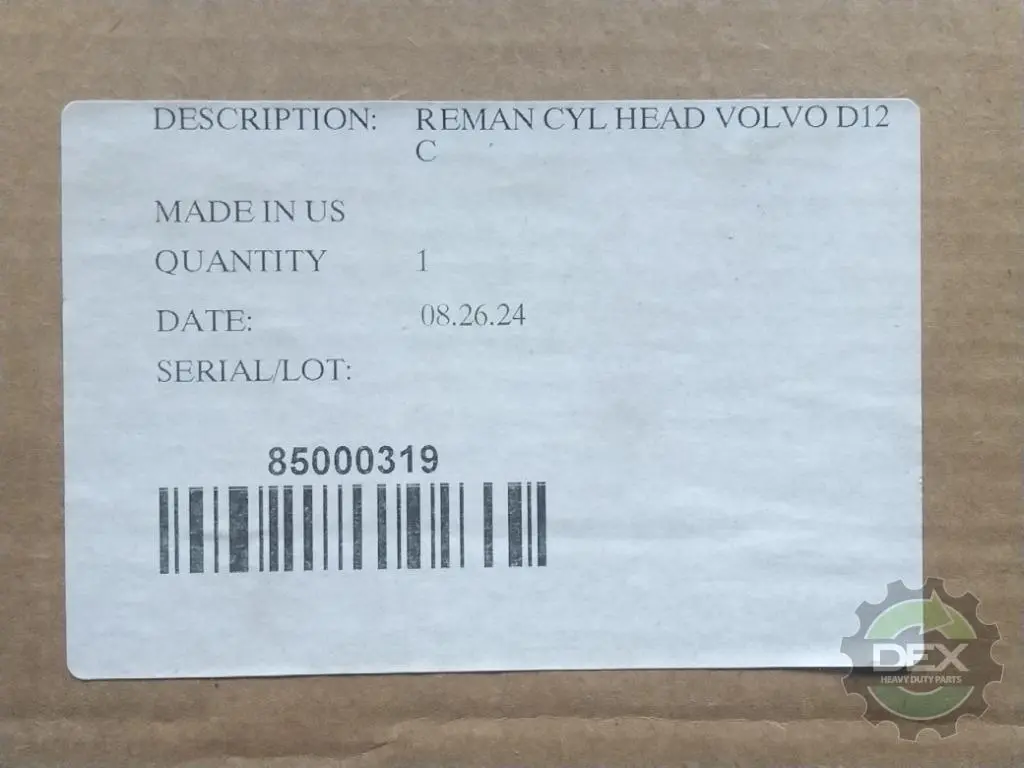 DESCRIPTION: REMAN CYL HEAD VOLVO D12
C
MADE IN US
QUANTITY 1
DATE: 08.26.24
SERIAL/LOT:
85000319
DEX
HEAVY DUTY PARTS